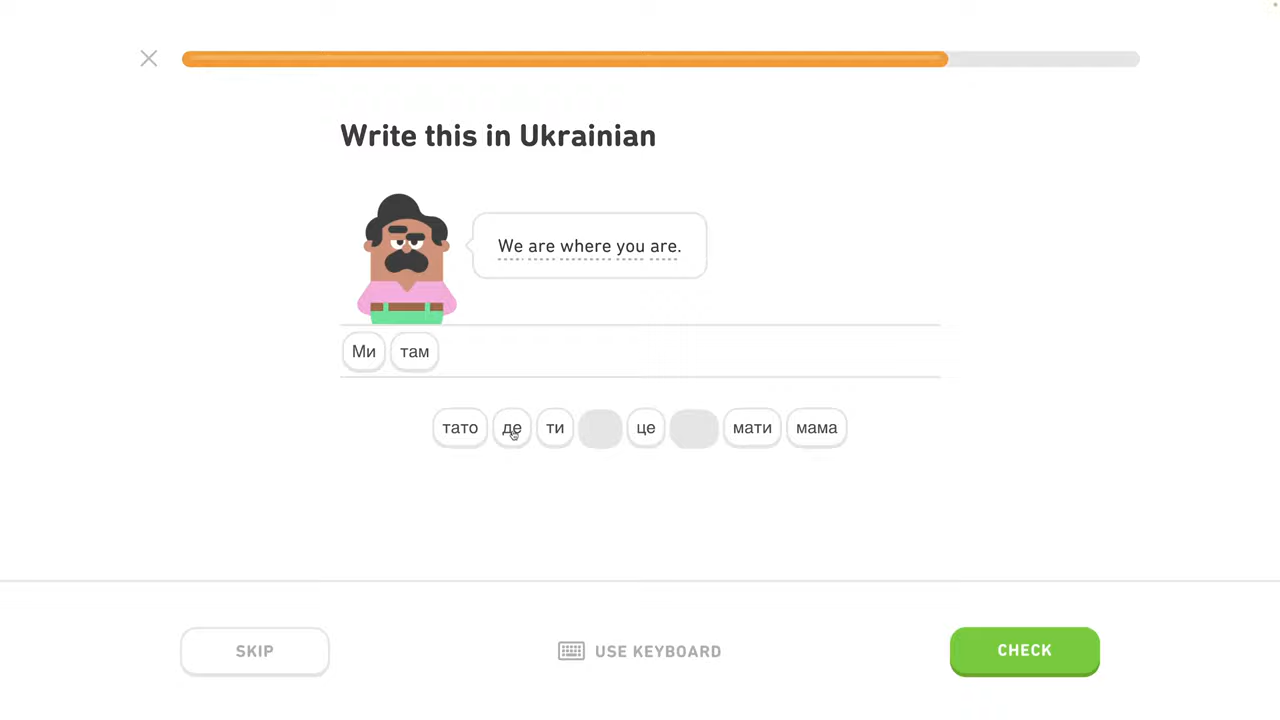 Write this in Ukrainian
We are where you are.
Ми там
тато де ти це мати мама
SKIP
USE KEYBOARD
CHECK